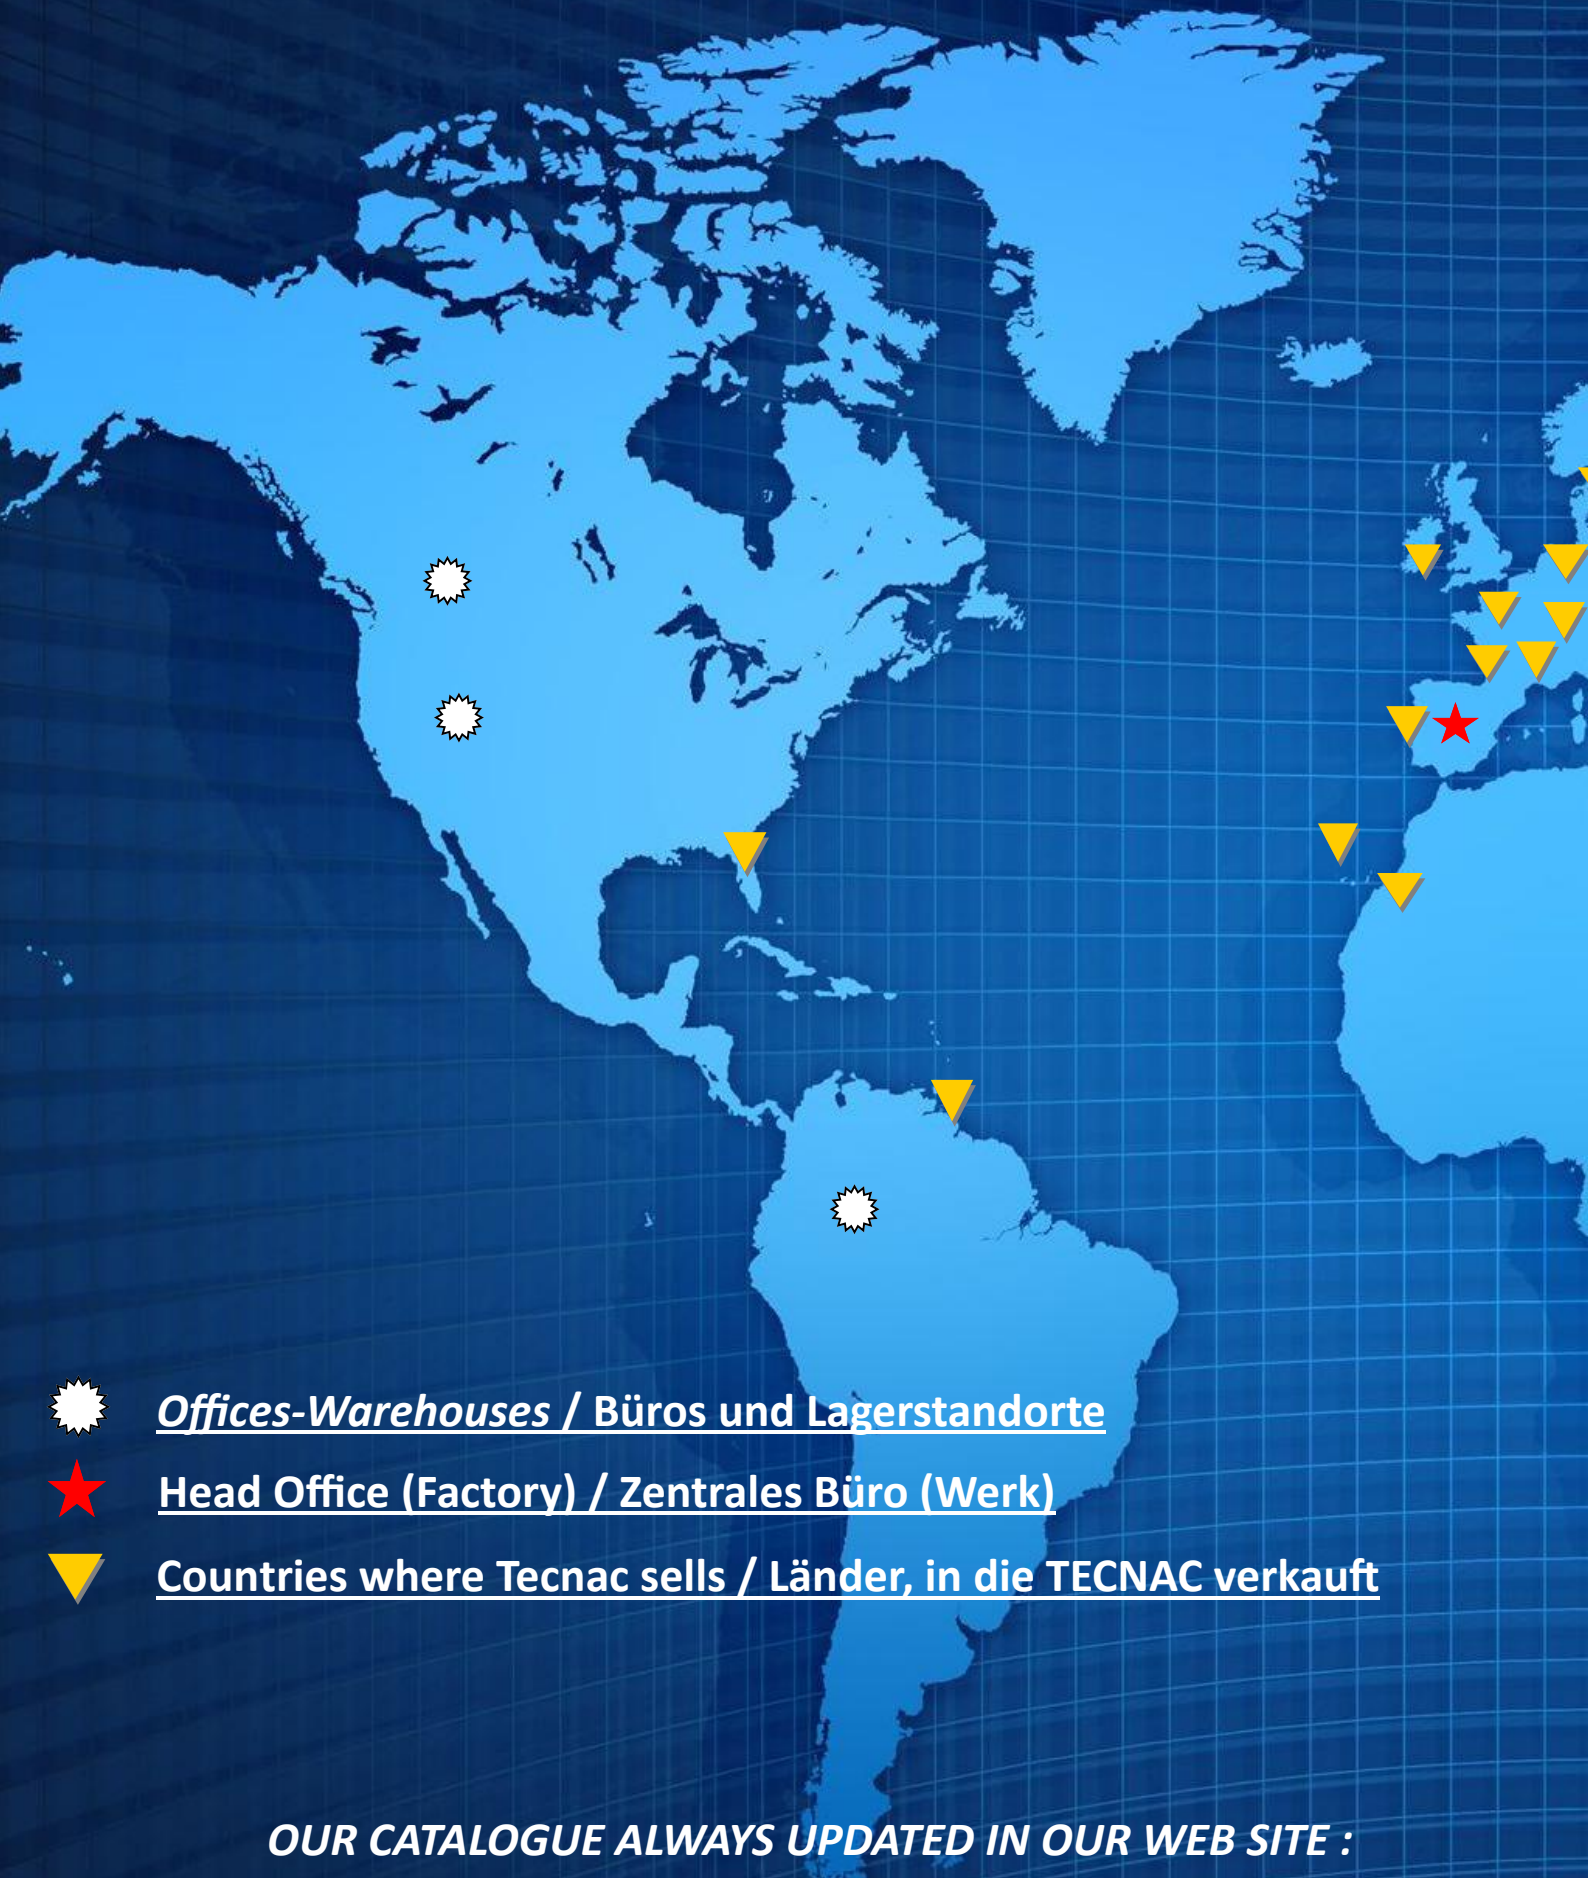 Offices-Warehouses / Büros und Lagerstandorte
Head Office (Factory) / Zentrales Büro (Werk)
Countries where Tecnac sells / Länder, in die TECNAC verkauft
OUR CATALOGUE ALWAYS UPDATED IN OUR WEB SITE :